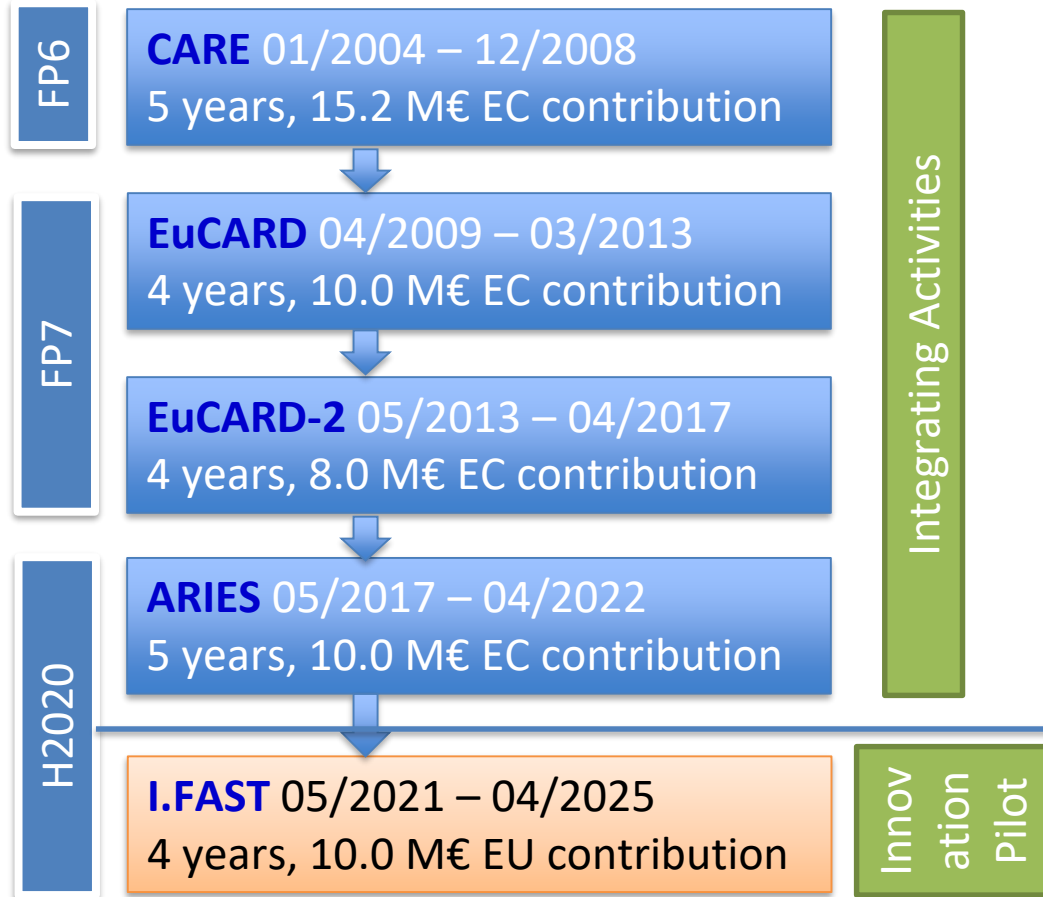 FP6
CARE 01/2004 – 12/2008
5 years, 15.2 M€ EC contribution
FP7
EuCARD 04/2009 – 03/2013
4 years, 10.0 M€ EC contribution
EuCARD-2 05/2013 – 04/2017
4 years, 8.0 M€ EC contribution
Integrating Activities
H2020
ARIES 05/2017 – 04/2022
5 years, 10.0 M€ EC contribution
I.FAST 05/2021 – 04/2025
4 years, 10.0 M€ EU contribution
Innov
ation
Pilot